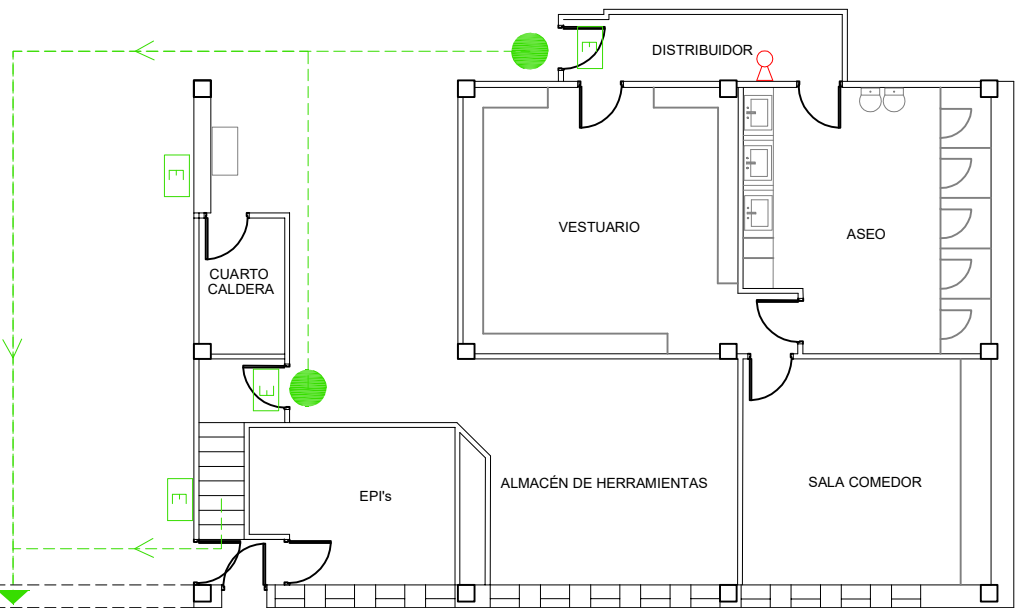 DISTRIBUIDOR
E
E
VESTUARIO
ASEO
CUARTO
CALDERA
E
ALMACÉN DE HERRAMIENTAS
SALA COMEDOR
EPI's
E